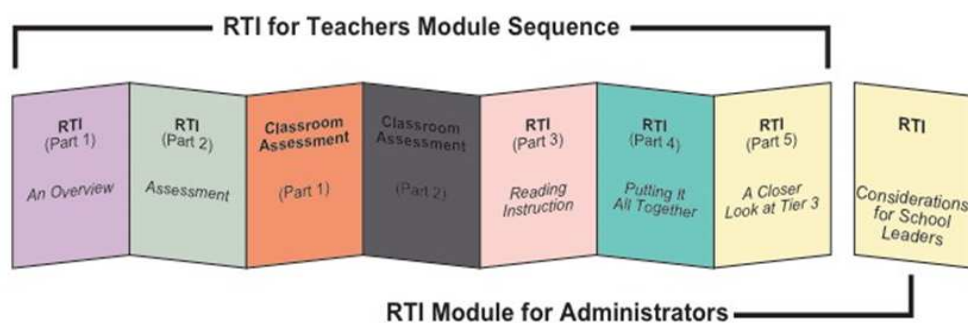 RTI for Teachers Module Sequence
RTI
(Part 1)
An Overview
RTI
(Part 2)
Assessment
Classroom
Assessment
(Part 1)
Classroom
Assessment
(Part 2)
RTI
(Part 3)
Reading
Instruction
RTI
(Part 4)
Putting It
All Together
RTI
(Part 5)
A Closer
Look at Tier 3
RTI
Considerations
for School
Leaders
RTI Module for Administrators